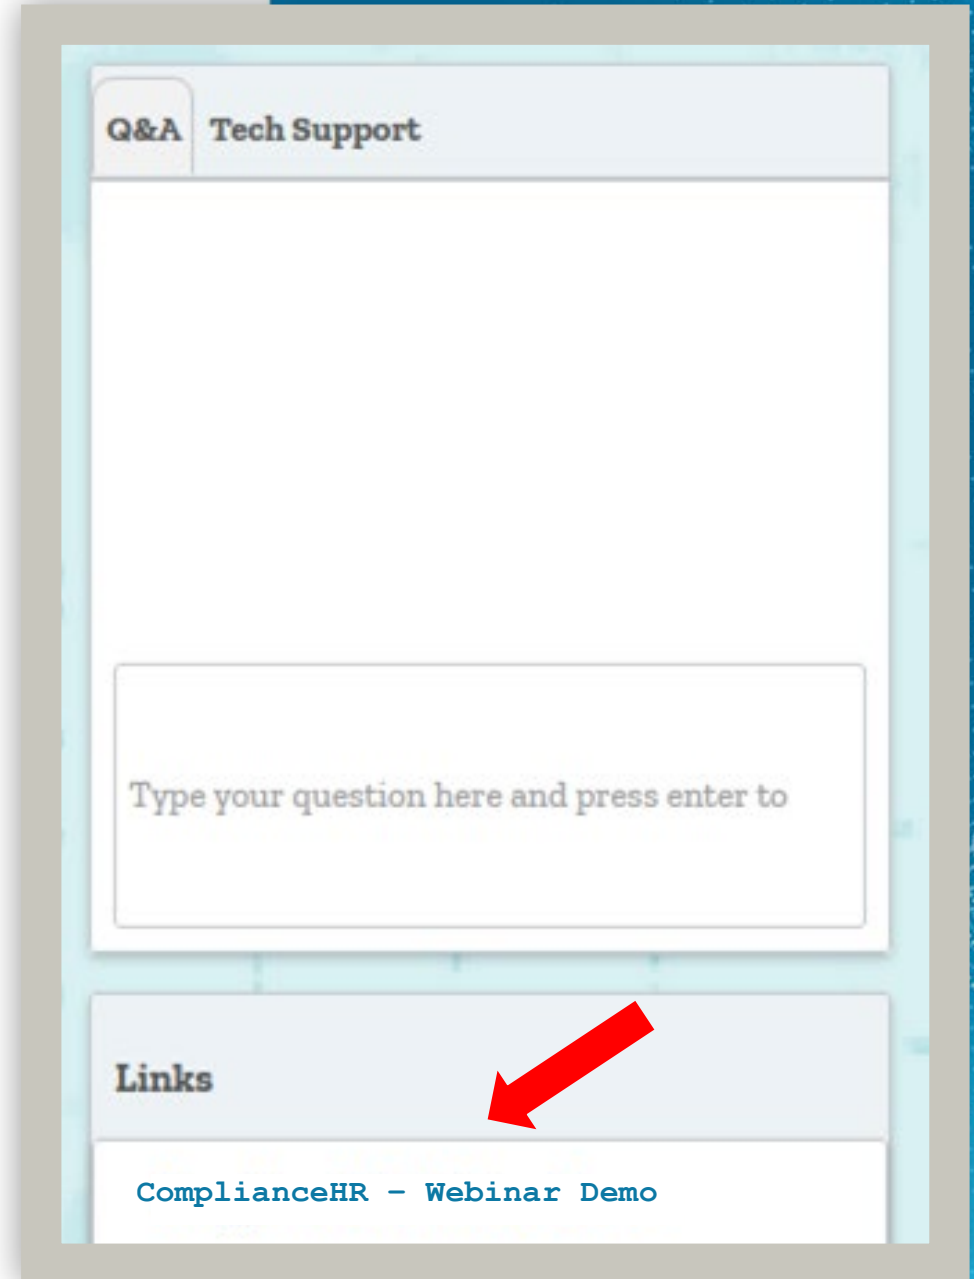 Q&A Tech Support
Type your question here and press enter to
Links
ComplianceHR – Webinar Demo